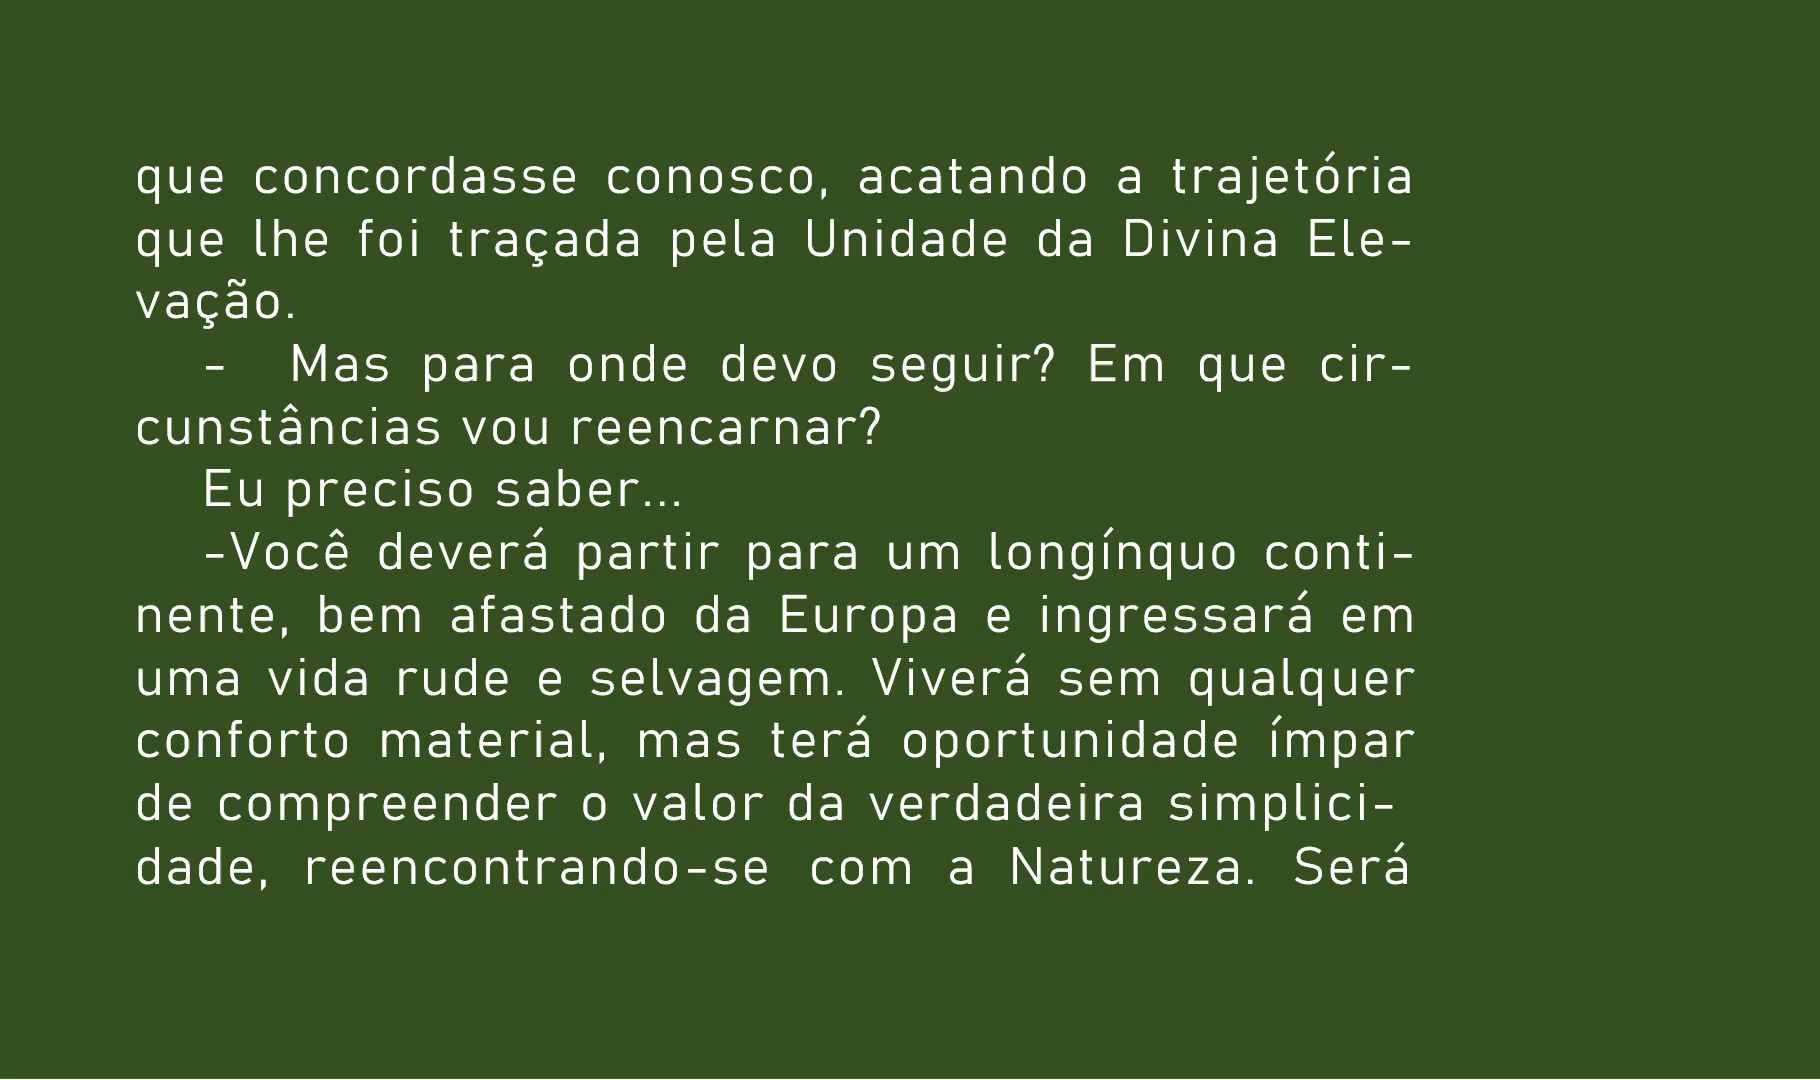 que concordasse conosco, acatando a trajetória
que lhe foi traçada pela Unidade da Divina Ele-
vação.
- Mas para onde devo seguir? Em que cir-
cunstâncias vou reencarnar?
Eu preciso saber...
-Você deverá partir para um longínquo conti-
nente, bem afastado da Europa e ingressará em
uma vida rude e selvagem. Viverá sem qualquer
conforto material, mas terá oportunidade ímpar
de compreender o valor da verdadeira simplici-
dade, reencontrando-se com a Natureza. Será